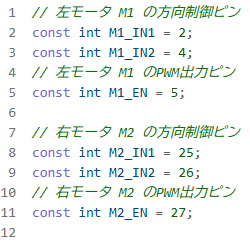 1 // 左モータ M1 の方向制御ピン
2 const int M1_IN1 = 2;
3 const int M1_IN2 = 4;
4 // 左モータ M1 のPWM出力ピン
5 const int M1_EN = 5;
6
7 // 右モータ M2 の方向制御ピン
8 const int M2_IN1 = 25;
9 const int M2_IN2 = 26;
10 // 右モータ M2 のPWM出力ピン
11 const int M2_EN = 27;
12